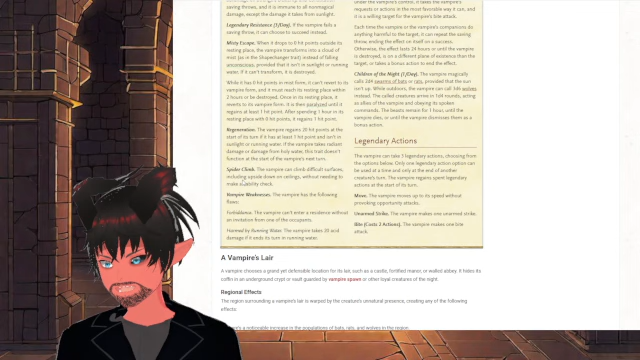 saving throws, and it is immune to all nonmagical
damage, except the damage it takes from sunlight.
Legendary Resistance (3/Day). If the vampire fails a
saving throw, it can choose to succeed instead.
Misty Escape. When it drops to 0 hit points outside its
resting place, the vampire transforms into a cloud of
mist (as in the Shapechanger trait) instead of falling
unconscious, provided that it isn't in sunlight or running
water. If it can't transform, it is destroyed.
While it has 0 hit points in mist form, it can't revert to its
vampire form, and it must reach its resting place within
2 hours or be destroyed. Once in its resting place, it
reverts to its vampire form. It is then paralyzed until it
regains at least 1 hit point. After spending 1 hour in its
resting place with 0 hit points, it regains 1 hit point.
Regeneration. The vampire regains 20 hit points at the
start of its turn if it has at least 1 hit point and isn't in
sunlight or running water. If the vampire takes radiant
damage or damage from holy water, this trait doesn't
function at the start of the vampire's next turn.
Spider Climb. The vampire can climb difficult surfaces,
including upside down on ceilings, without needing to
make an ability check.
Vampire Weaknesses. The vampire has the following
flaws:
Forbiddance. The vampire can't enter a residence without
an invitation from one of the occupants.
Harmed by Running Water. The vampire takes 20 acid
damage if it ends its turn in running water.
under the vampire's control, it takes the vampire's
requests or actions in the most favorable way it can, and
it is a willing target for the vampire's bite attack.
Each time the vampire or the vampire's companions do
anything harmful to the target, it can repeat the saving
throw, ending the effect on itself on a success.
Otherwise, the effect lasts 24 hours or until the vampire
is destroyed, is on a different plane of existence than the
target, or takes a bonus action to end the effect.
Children of the Night (1/Day). The vampire magically
calls 2d4 swarms of bats or rats, provided that the sun
isn't up. While outdoors, the vampire can call 3d6 wolves
instead. The called creatures arrive in 1d4 rounds, acting
as allies of the vampire and obeying its spoken
commands. The beasts remain for 1 hour, until the
vampire dies, or until the vampire dismisses them as a
bonus action.
Legendary Actions
The vampire can take 3 legendary actions, choosing from
the options below. Only one legendary action option can
be used at a time and only at the end of another
creature's turn. The vampire regains spent legendary
actions at the start of its turn.
Move. The vampire moves up to its speed without
provoking opportunity attacks.
Unarmed Strike. The vampire makes one unarmed strike.
Bite (Costs 2 Actions). The vampire makes one bite
attack.
A Vampire's Lair
A vampire chooses a grand yet defensible location for its lair, such as a castle, fortified manor, or walled abbey. It hides its
coffin in an underground crypt or vault guarded by vampire spawn or other loyal creatures of the night.
Regional Effects
The region surrounding a vampire's lair is warped by the creature's unnatural presence, creating any of the following
effects:
a noticeable increase in the populations of bats, rats, and wolves in the region.